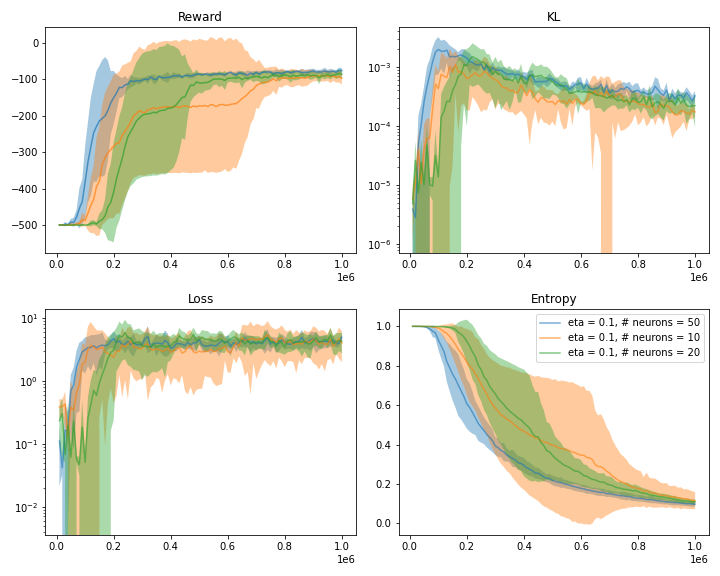 Reward
0
−100
−200
−300
−400
−500
0.0 0.2 0.4 0.6 0.8 1.0
1e6
KL
10⁻³
10⁻⁴
10⁻⁵
10⁻⁶
0.0 0.2 0.4 0.6 0.8 1.0
1e6
Loss
10¹
10⁰
10⁻¹
10⁻²
0.0 0.2 0.4 0.6 0.8 1.0
1e6
Entropy
eta = 0.1, # neurons = 50
eta = 0.1, # neurons = 10
eta = 0.1, # neurons = 20
1.0
0.8
0.6
0.4
0.2
0.0
0.0 0.2 0.4 0.6 0.8 1.0
1e6